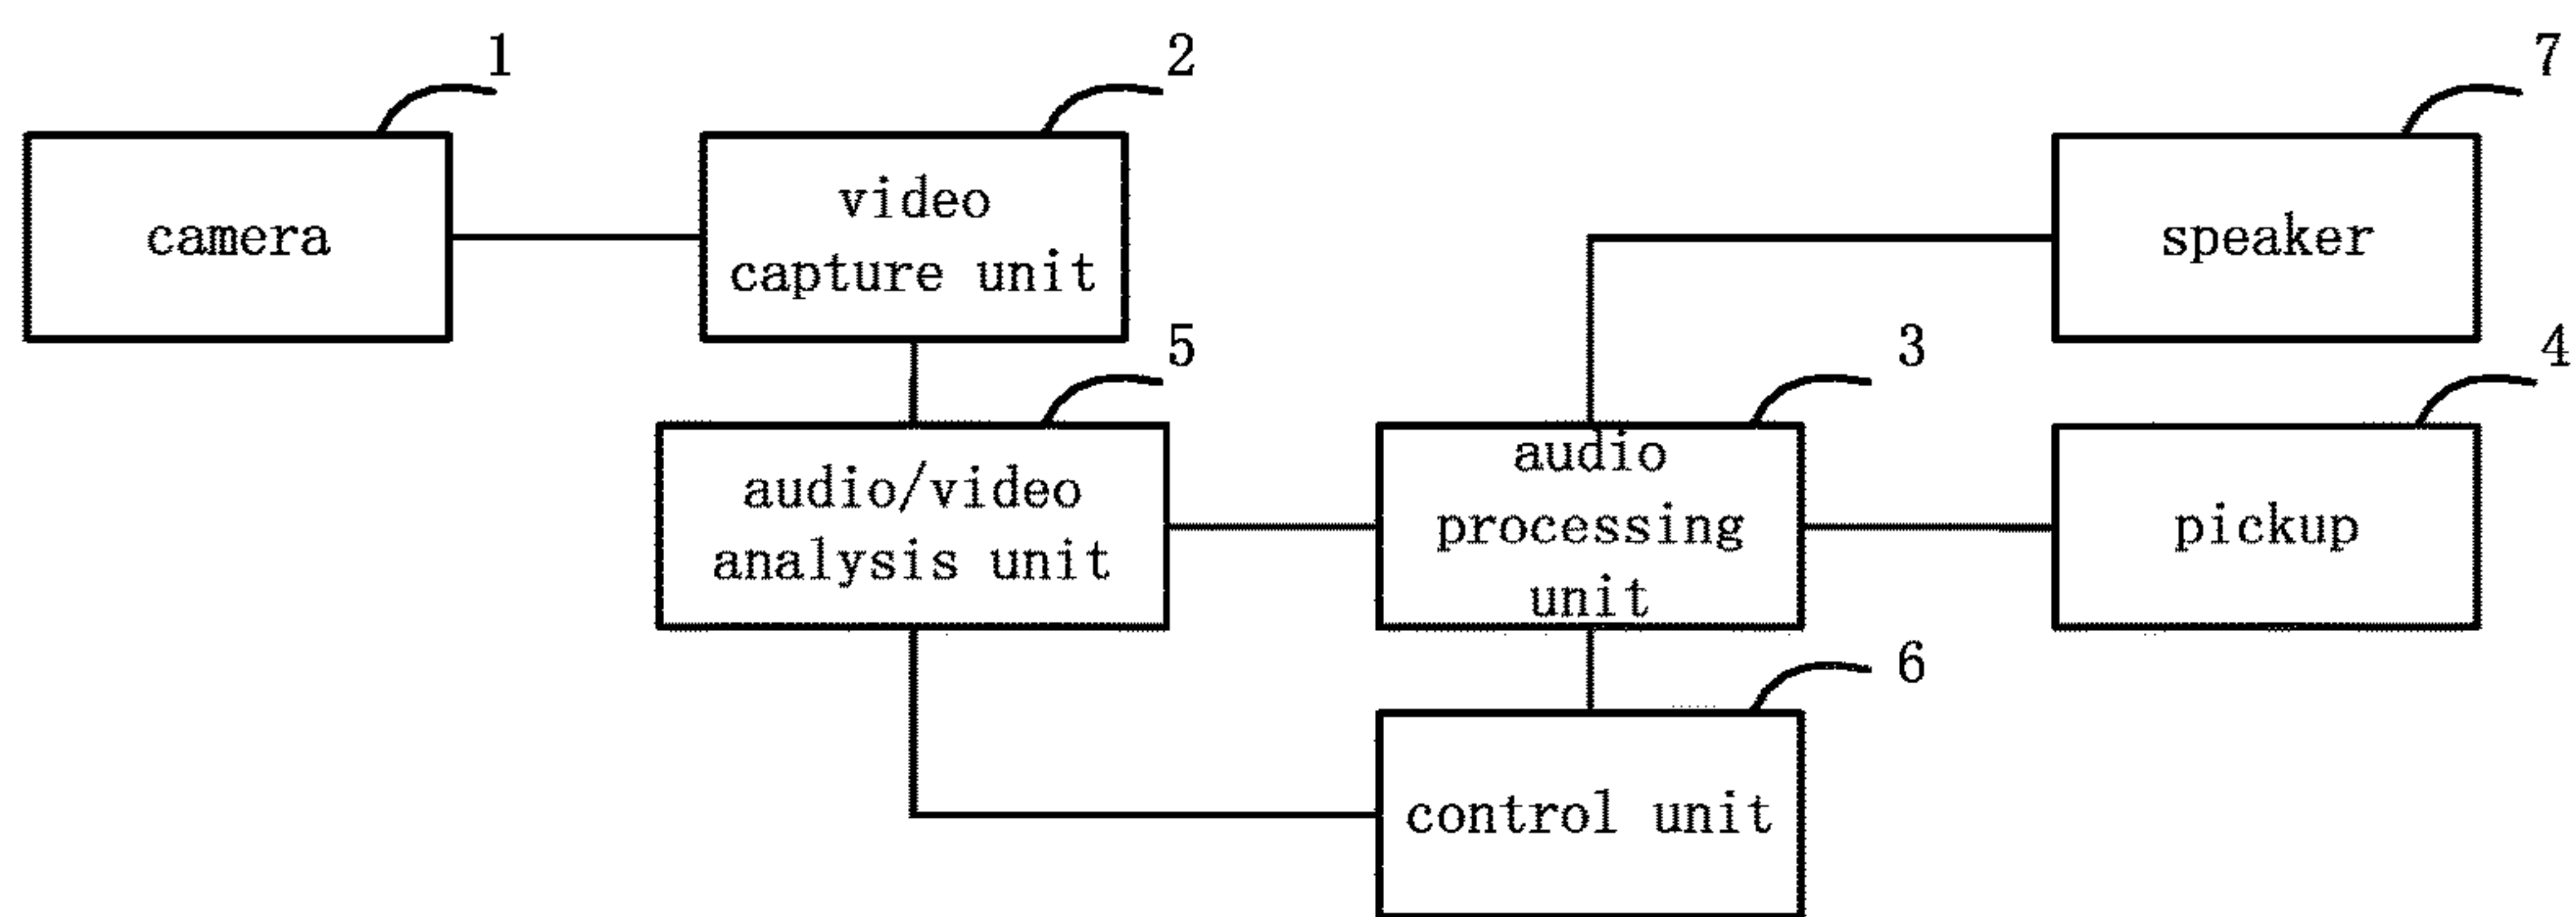 1
2
7
camera
video
capture unit
speaker
5
3
4
audio/video
analysis unit
audio
processing
unit
pickup
6
control unit